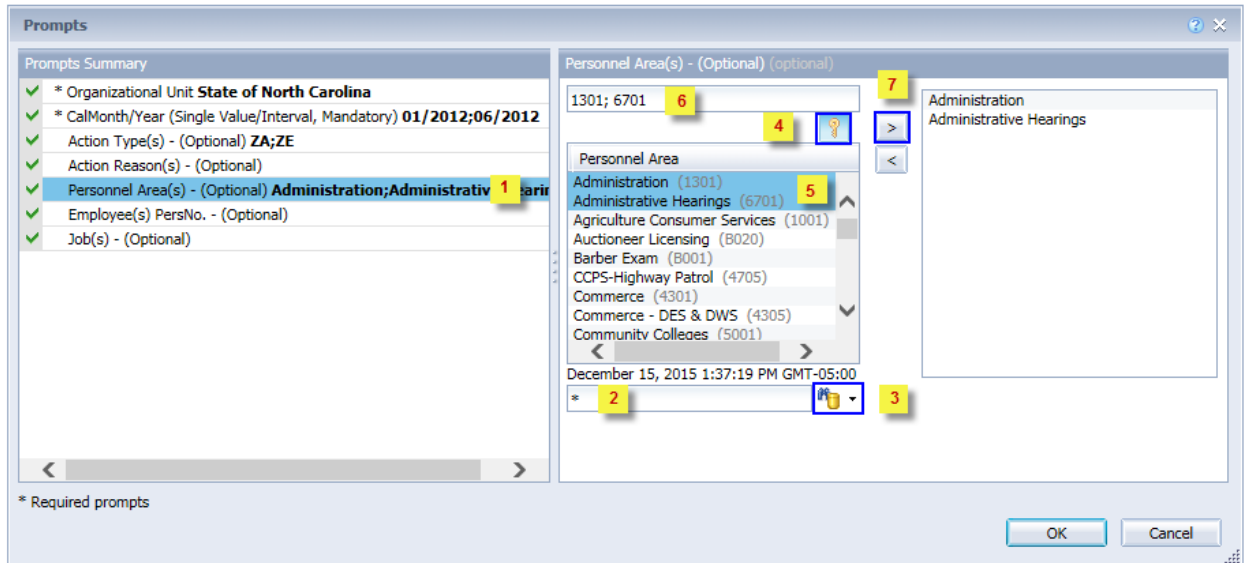 Prompts
Prompts Summary
* Organizational Unit State of North Carolina
* CalMonth/Year (Single Value/Interval, Mandatory) 01/2012;06/2012
Action Type(s) - (Optional) ZA;ZE
Action Reason(s) - (Optional)
Personnel Area(s) - (Optional) Administration;Administrativ 1 earin
Employee(s) PersNo. - (Optional)
Job(s) - (Optional)
* Required prompts
Personnel Area(s) - (Optional) (optional)
1301; 6701 6
4
7
>
<
Personnel Area
Administration (1301)
Administrative Hearings (6701) 5
Agriculture Consumer Services (1001)
Auctioneer Licensing (B020)
Barber Exam (B001)
CCPS-Highway Patrol (4705)
Commerce (4301)
Commerce - DES & DWS (4305)
Community Colleges (5001)
December 15, 2015 1:37:19 PM GMT-05:00
* 2
3
Administration
Administrative Hearings
OK
Cancel